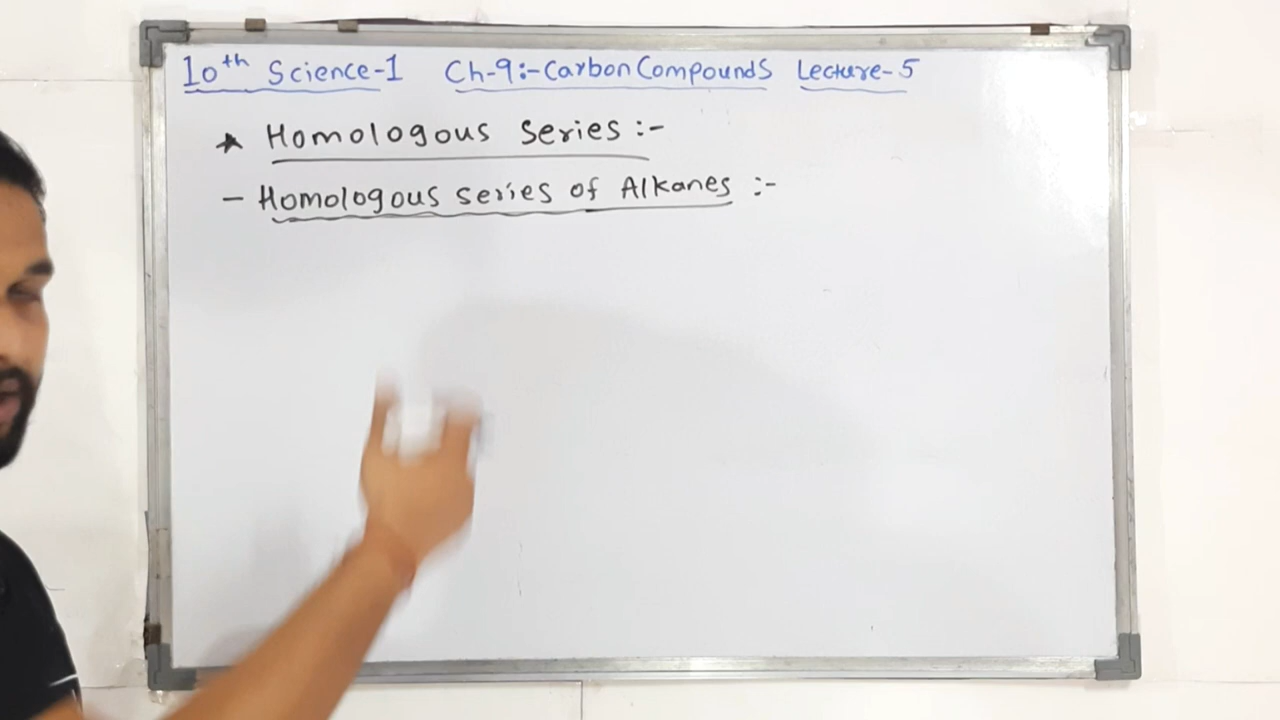 10th Science-1 Ch-9:- Carbon Compounds Lecture-5
* Homologous Series :-
- Homologous series of Alkanes :-